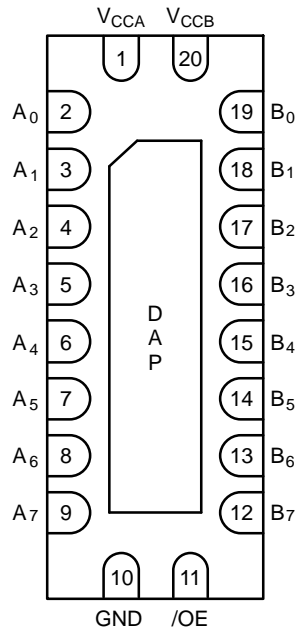 V_CCA V_CCB
1 20
A0 2 19 B0
A1 3 18 B1
A2 4 17 B2
A3 5 16 B3
A4 6 15 B4
A5 7 14 B5
A6 8 13 B6
A7 9 12 B7
D
A
P
10 11
GND /OE